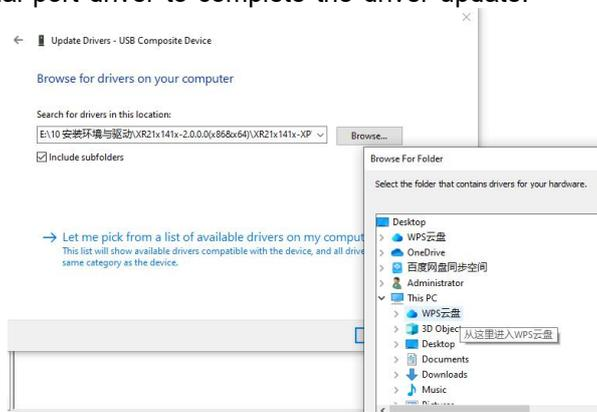 port driver to complete the driver update.
Update Drivers - USB Composite Device
Browse for drivers on your computer
Search for drivers in this location:
E:\10 安装环境与驱动\XR21x141x-2.0.0.0(x86&x64)\XR21x141x-XP
Browse...
Include subfolders
Let me pick from a list of available drivers on my comput
This list will show available drivers compatible with the device, and all drive
same category as the device.
Browse For Folder
Select the folder that contains drivers for your hardware.
Desktop
WPS云盘
OneDrive
百度网盘同步空间
Administrator
This PC
WPS云盘
3D Objec
从这里进入WPS云盘
Desktop
Documents
Downloads
Music